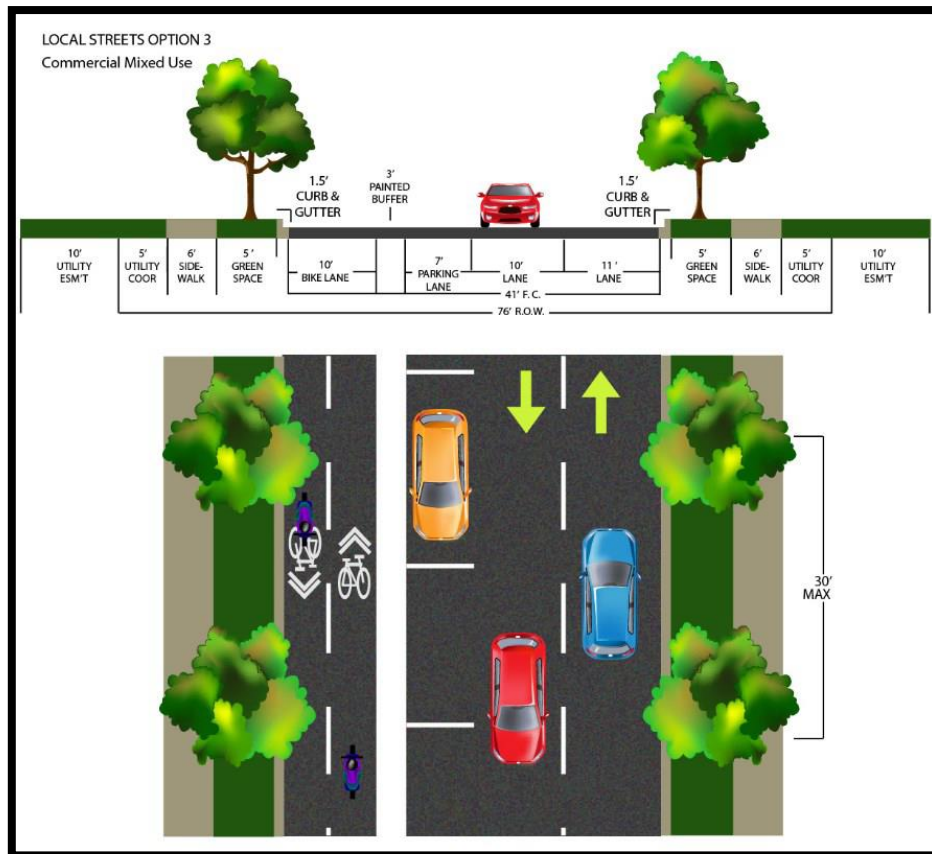 LOCAL STREETS OPTION 3
Commercial Mixed Use
1.5'
CURB &
GUTTER
3'
PAINTED
BUFFER
1.5'
CURB &
GUTTER
10'
UTILITY
ESM'T
5'
UTILITY
COOR
6'
SIDE-
WALK
5'
GREEN
SPACE
10'
BIKE LANE
7'
PARKING
LANE
10'
LANE
11'
LANE
5'
GREEN
SPACE
6'
SIDE-
WALK
5'
UTILITY
COOR
10'
UTILITY
ESM'T
41' F. C.
76' R.O.W.
30'
MAX